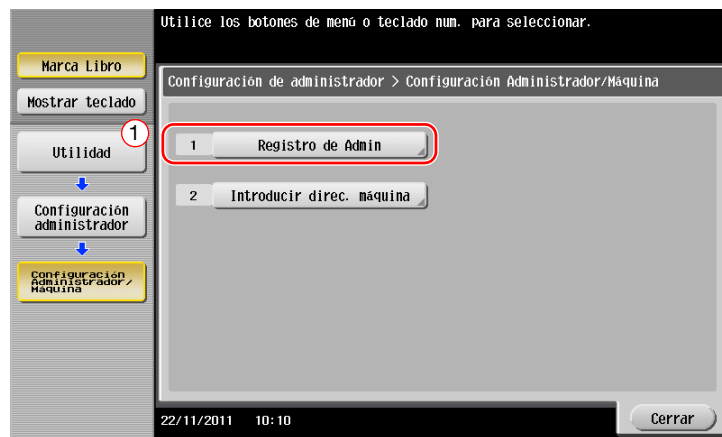 Utilice los botones de menú o teclado num. para seleccionar.
Marca Libro
Mostrar teclado
Configuración de administrador > Configuración Administrador/Máquina
1
1 Registro de Admin
Utilidad
2 Introducir direc. máquina
Configuración
administrador
Configuración
Administrador/
Máquina
22/11/2011 10:10
Cerrar